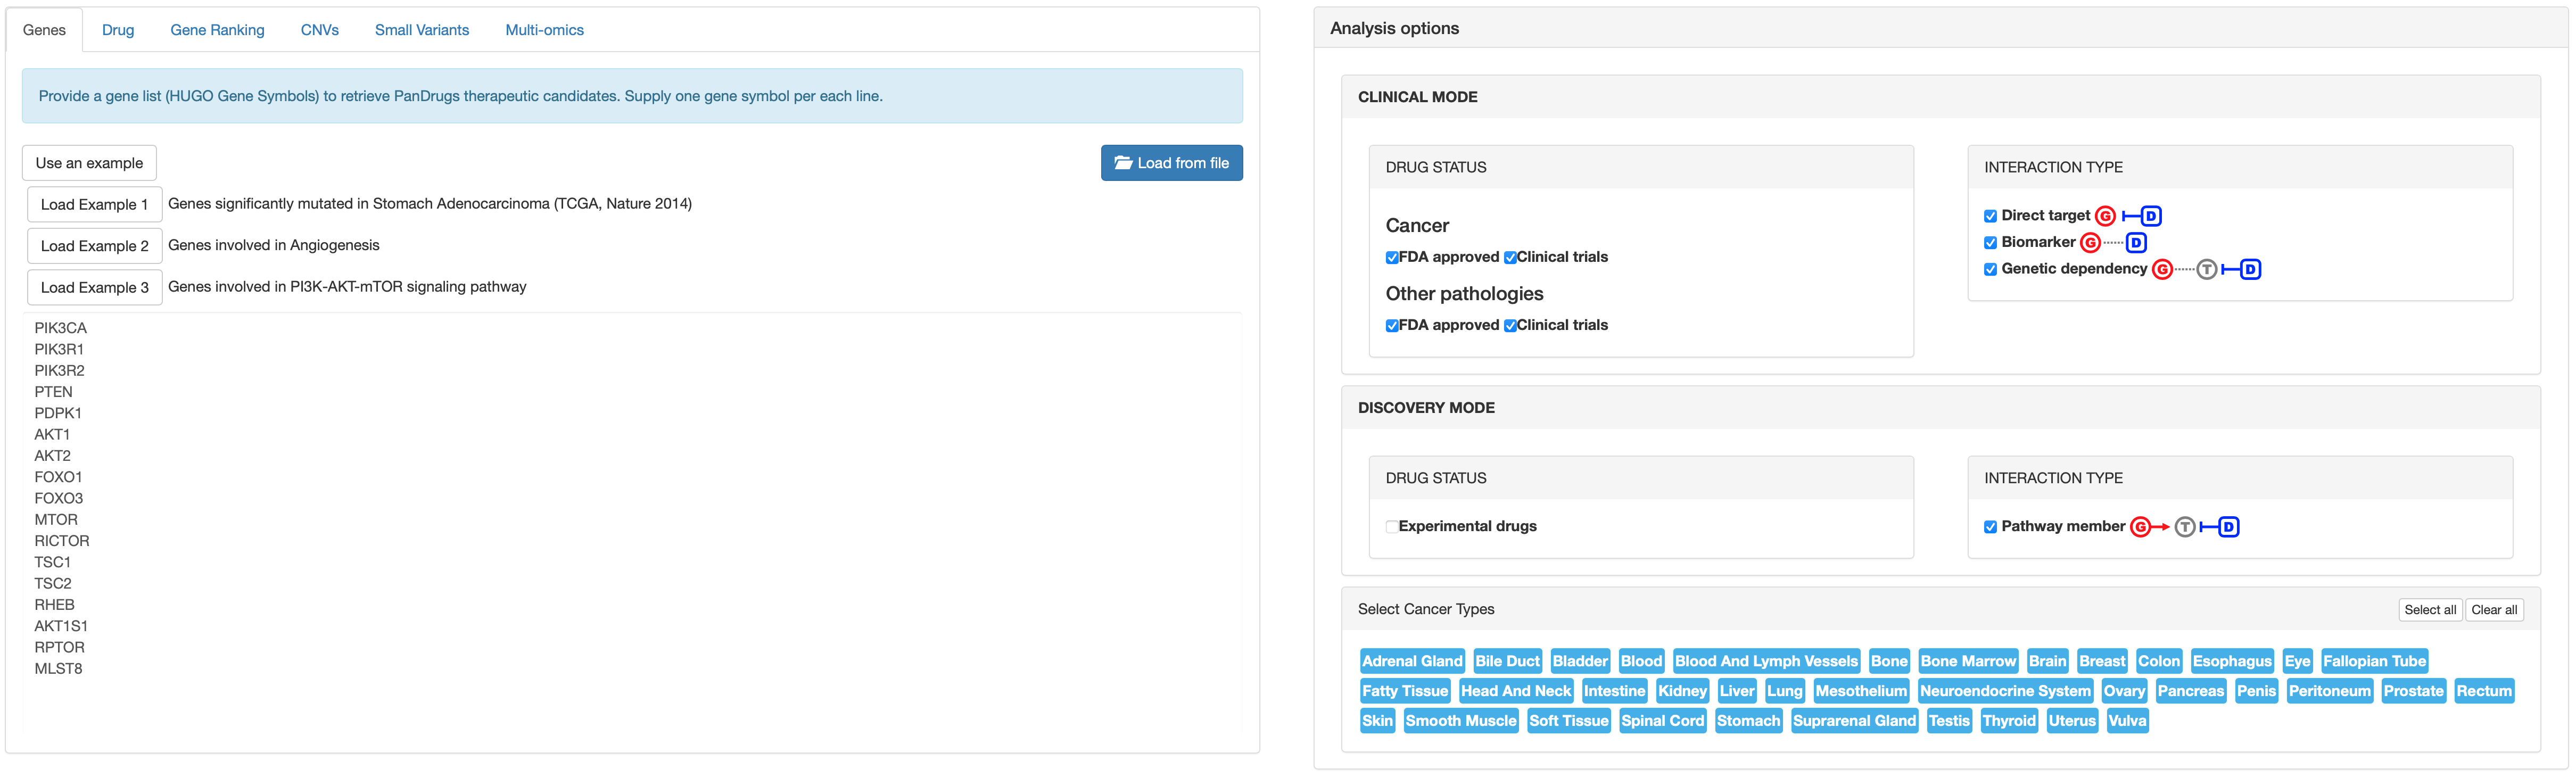 Genes Drug Gene Ranking CNVs Small Variants Multi-omics
Provide a gene list (HUGO Gene Symbols) to retrieve PanDrugs therapeutic candidates. Supply one gene symbol per each line.
Use an example
Load from file
Load Example 1 Genes significantly mutated in Stomach Adenocarcinoma (TCGA, Nature 2014)
Load Example 2 Genes involved in Angiogenesis
Load Example 3 Genes involved in PI3K-AKT-mTOR signaling pathway
PIK3CA
PIK3R1
PIK3R2
PTEN
PDPK1
AKT1
AKT2
FOXO1
FOXO3
MTOR
RICTOR
TSC1
TSC2
RHEB
AKT1S1
RPTOR
MLST8
Analysis options
CLINICAL MODE
DRUG STATUS
Cancer
FDA approved Clinical trials
Other pathologies
FDA approved Clinical trials
INTERACTION TYPE
Direct target G D
Biomarker G D
Genetic dependency G T D
DISCOVERY MODE
DRUG STATUS
Experimental drugs
INTERACTION TYPE
Pathway member G T D
Select Cancer Types
Select all Clear all
Adrenal Gland Bile Duct Bladder Blood Blood And Lymph Vessels Bone Bone Marrow Brain Breast Colon Esophagus Eye Fallopian Tube
Fatty Tissue Head And Neck Intestine Kidney Liver Lung Mesothelium Neuroendocrine System Ovary Pancreas Penis Peritoneum Prostate Rectum
Skin Smooth Muscle Soft Tissue Spinal Cord Stomach Suprarenal Gland Testis Thyroid Uterus Vulva